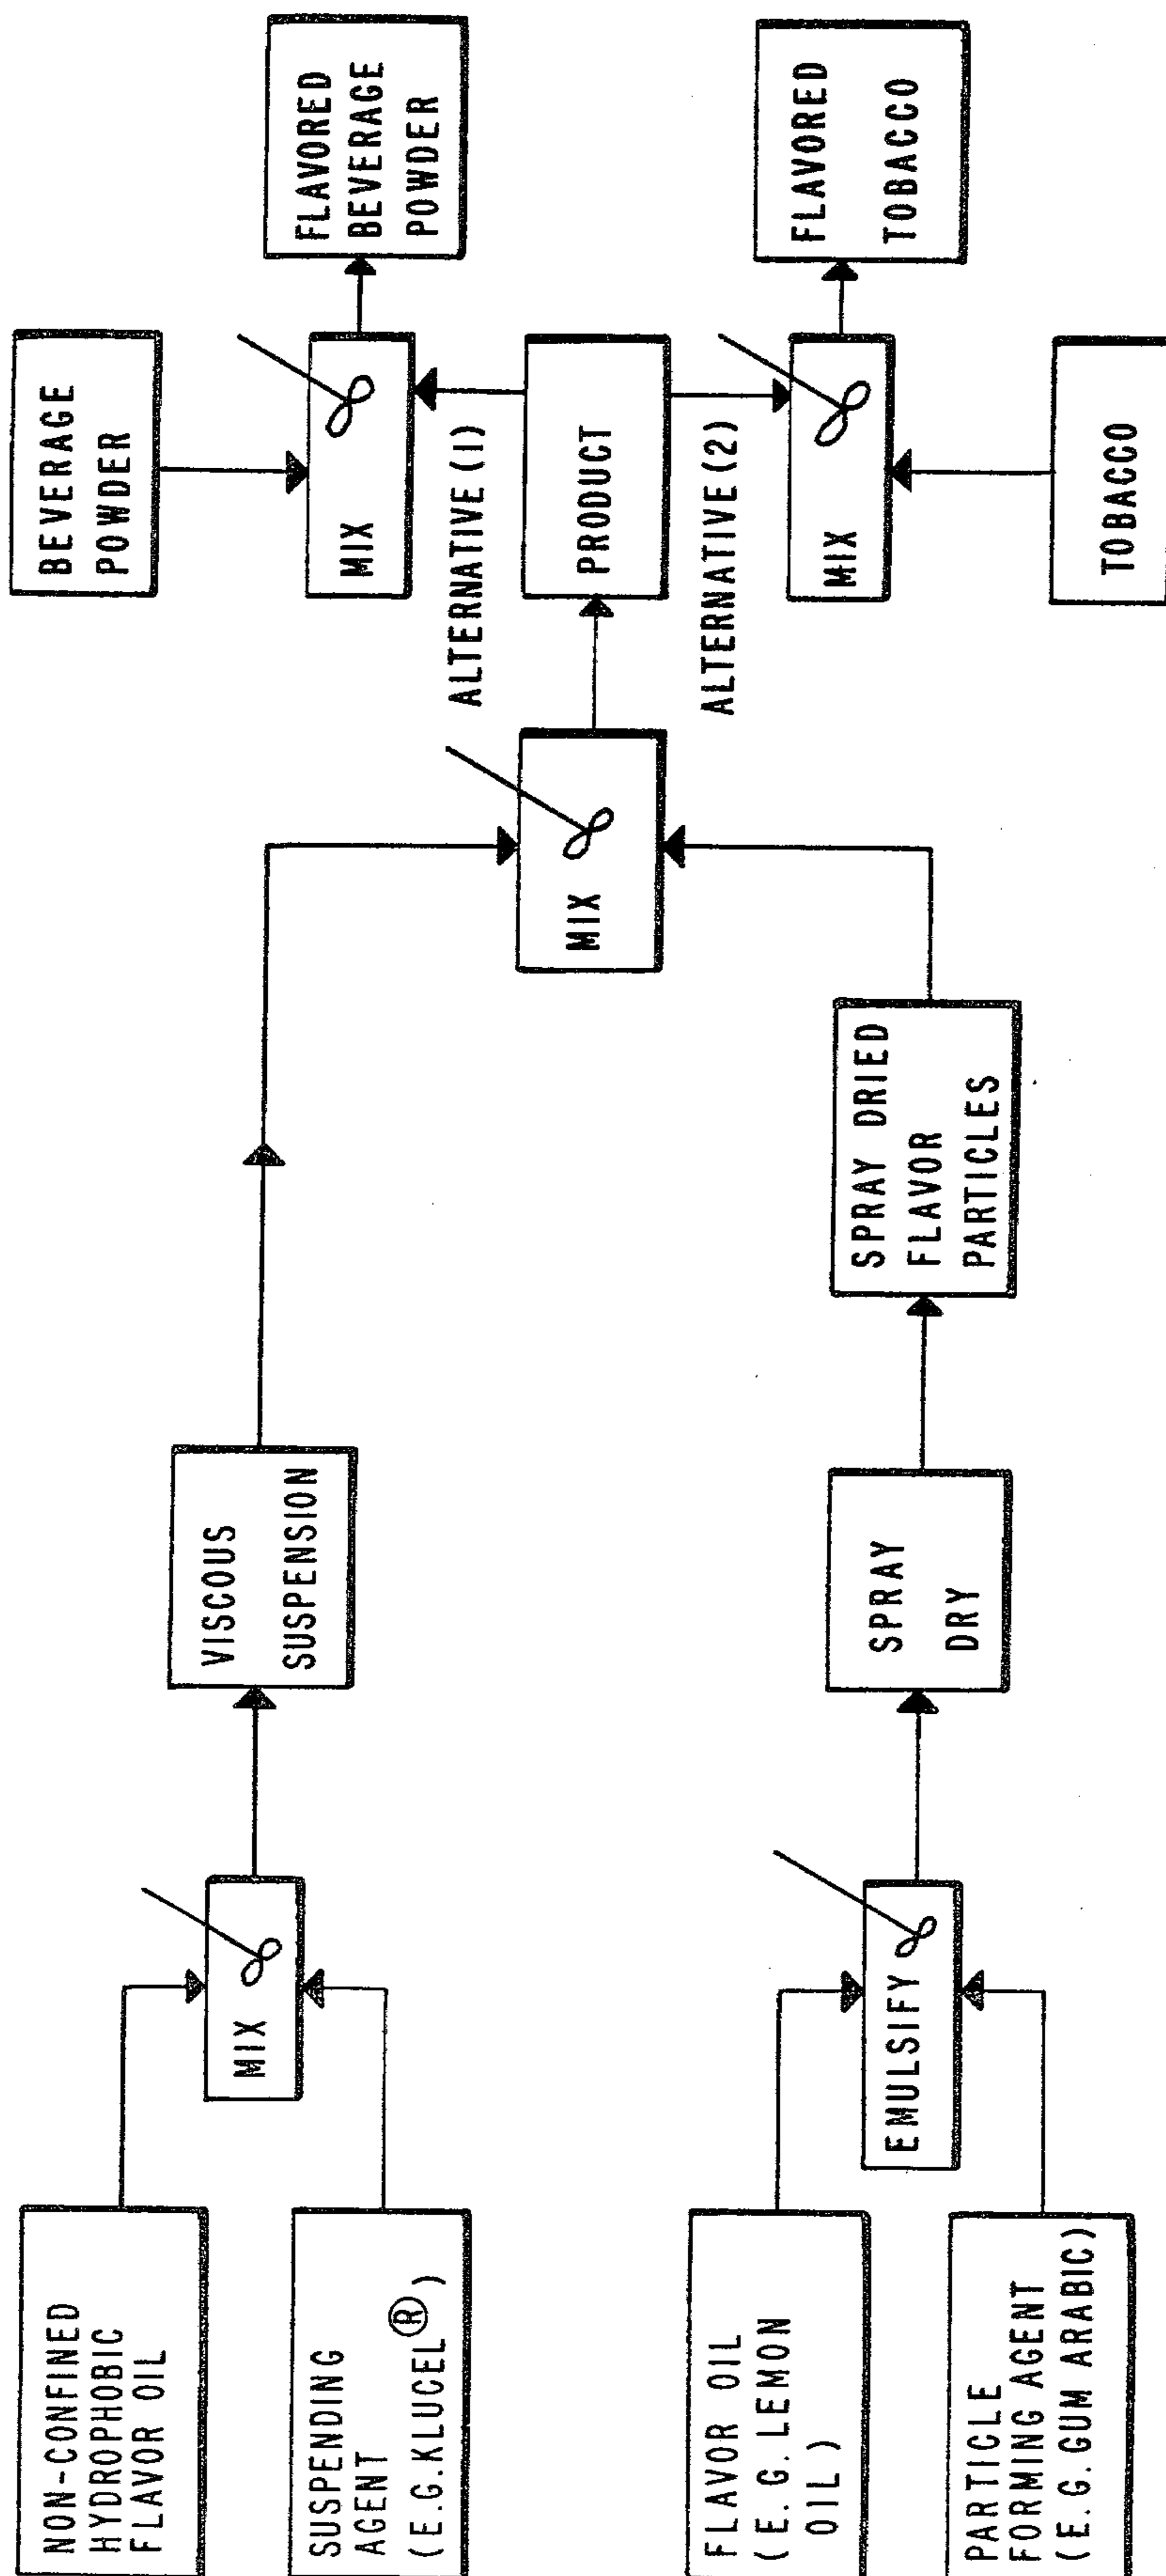 NON-CONFINED
HYDROPHOBIC
FLAVOR OIL
SUSPENDING
AGENT
(E.G.KLUCEL®)
MIX
VISCOUS
SUSPENSION
FLAVOR OIL
(E.G. LEMON
OIL)
PARTICLE
FORMING AGENT
(E.G. GUM ARABIC)
EMULSIFY
SPRAY
DRY
SPRAY DRIED
FLAVOR
PARTICLES
MIX
PRODUCT
ALTERNATIVE (1)
ALTERNATIVE (2)
BEVERAGE
POWDER
MIX
FLAVORED
BEVERAGE
POWDER
TOBACCO
MIX
FLAVORED
TOBACCO